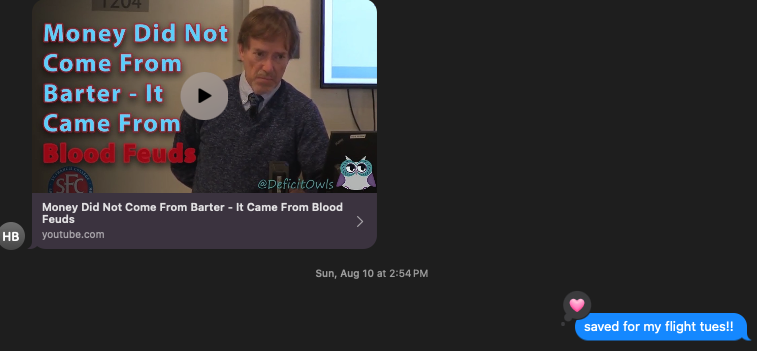 1204
Money Did Not
Come From
Barter - It
Came From
Blood Feuds
SFC
@DeficitOwls
Money Did Not Come From Barter - It Came From Blood
Feuds
youtube.com
HB
Sun, Aug 10 at 2:54 PM
saved for my flight tues!!